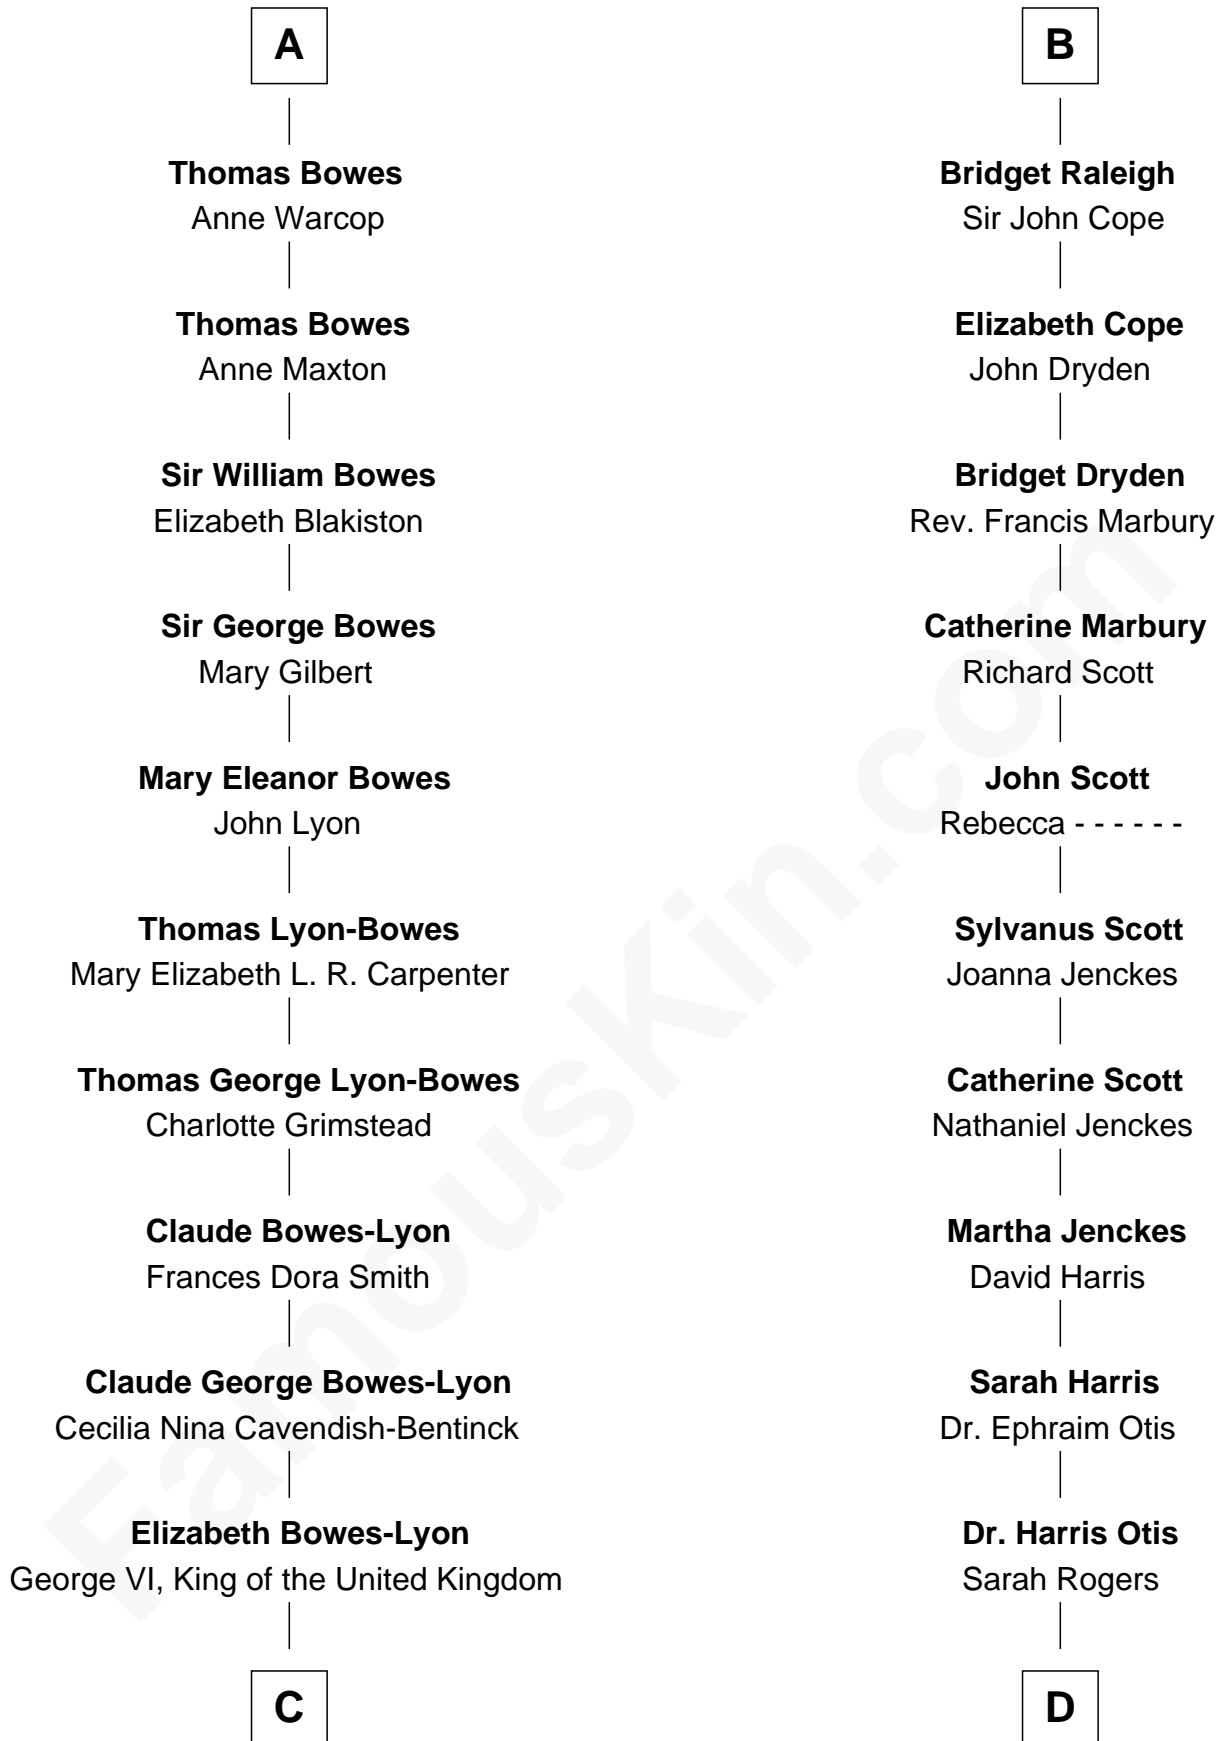 A
Thomas Bowes
Anne Warcop
Thomas Bowes
Anne Maxton
Sir William Bowes
Elizabeth Blakiston
Sir George Bowes
Mary Gilbert
Mary Eleanor Bowes
John Lyon
Thomas Lyon-Bowes
Mary Elizabeth L. R. Carpenter
Thomas George Lyon-Bowes
Charlotte Grimstead
Claude Bowes-Lyon
Frances Dora Smith
Claude George Bowes-Lyon
Cecilia Nina Cavendish-Bentinck
Elizabeth Bowes-Lyon
George VI, King of the United Kingdom
C
B
Bridget Raleigh
Sir John Cope
Elizabeth Cope
John Dryden
Bridget Dryden
Rev. Francis Marbury
Catherine Marbury
Richard Scott
John Scott
Rebecca - - - - - -
Sylvanus Scott
Joanna Jenckes
Catherine Scott
Nathaniel Jenckes
Martha Jenckes
David Harris
Sarah Harris
Dr. Ephraim Otis
Dr. Harris Otis
Sarah Rogers
D
FamousKin.com